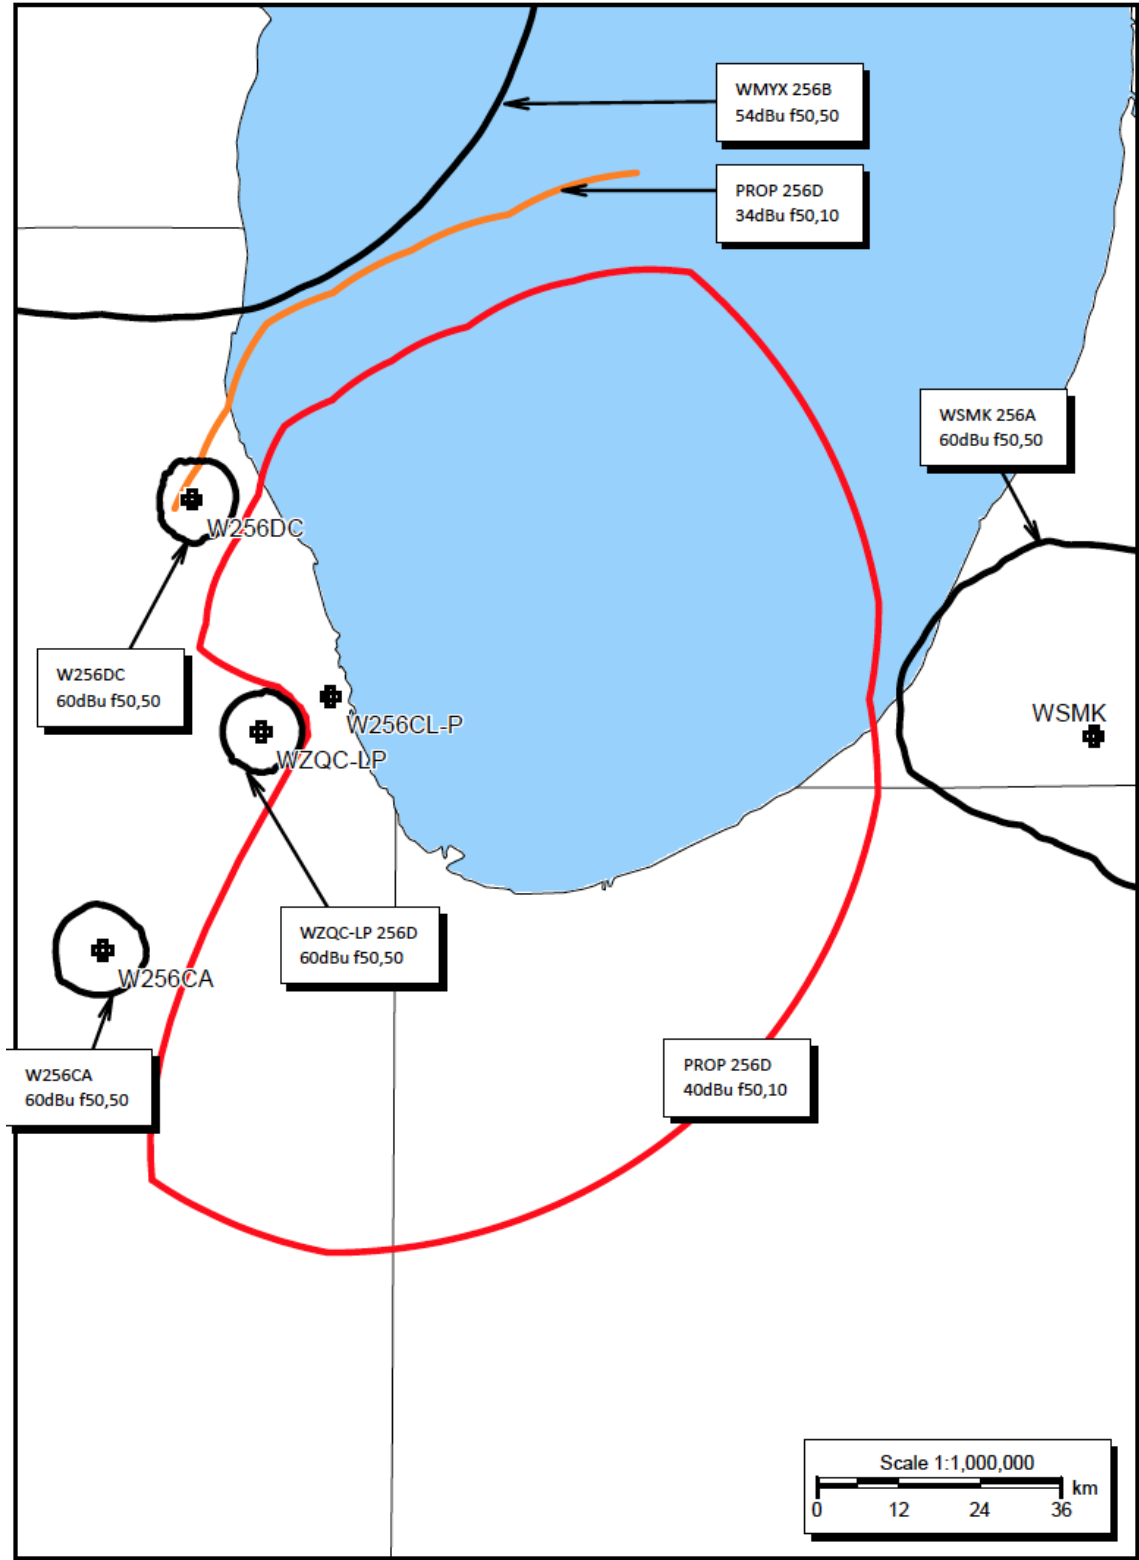 WMYX 256B
54dBu f50,50
PROP 256D
34dBu f50,10
WSMK 256A
60dBu f50,50
W256DC
W256DC
60dBu f50,50
W256CL-P
WSMK
WZQC-LP
WZQC-LP 256D
60dBu f50,50
W256CA
W256CA
60dBu f50,50
PROP 256D
40dBu f50,10
Scale 1:1,000,000
km
0 12 24 36